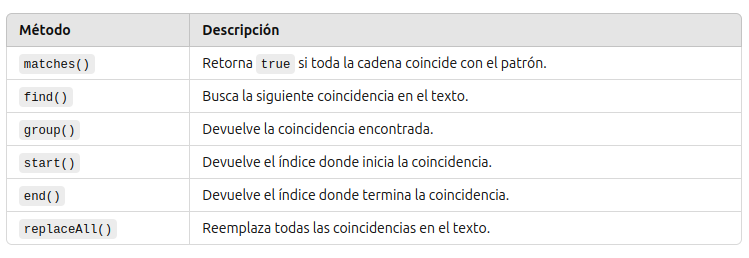 Método Descripción
matches() Retorna true si toda la cadena coincide con el patrón.
find() Busca la siguiente coincidencia en el texto.
group() Devuelve la coincidencia encontrada.
start() Devuelve el índice donde inicia la coincidencia.
end() Devuelve el índice donde termina la coincidencia.
replaceAll() Reemplaza todas las coincidencias en el texto.